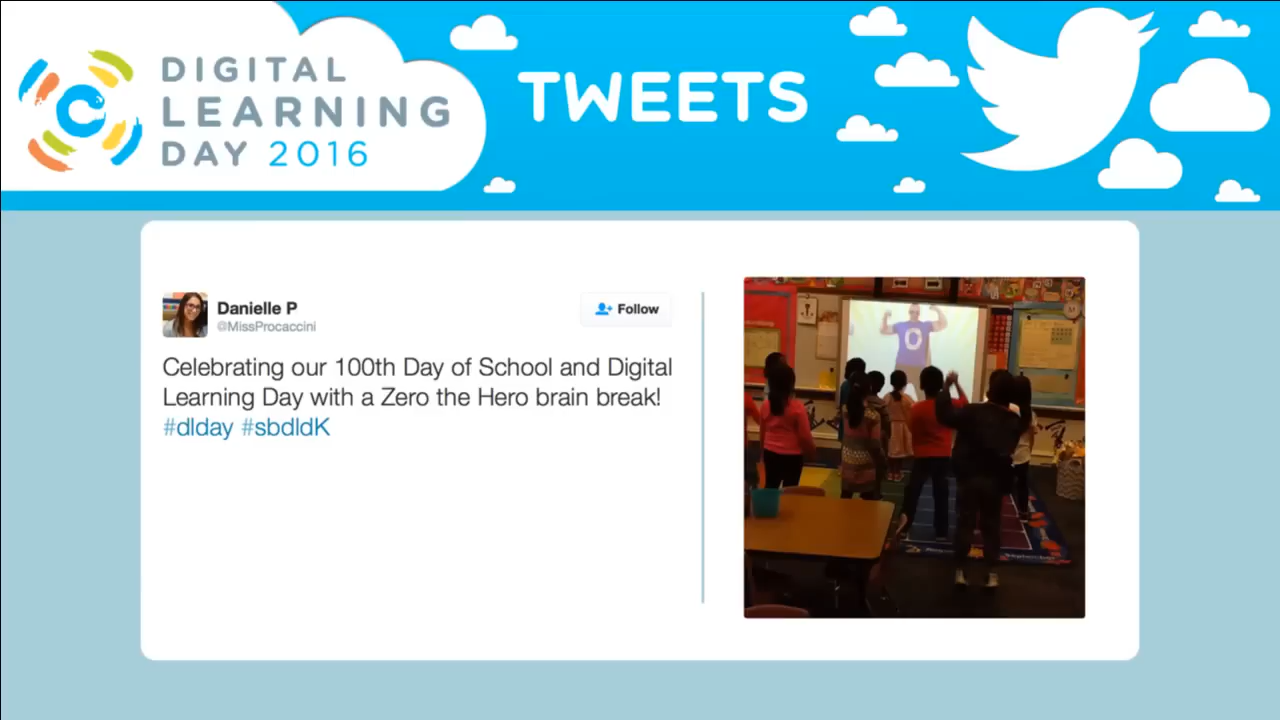 DIGITAL
LEARNING
DAY 2016
TWEETS
Danielle P
@MissProcaccini
Follow
Celebrating our 100th Day of School and Digital
Learning Day with a Zero the Hero brain break!
#dlday #sbdldK
0